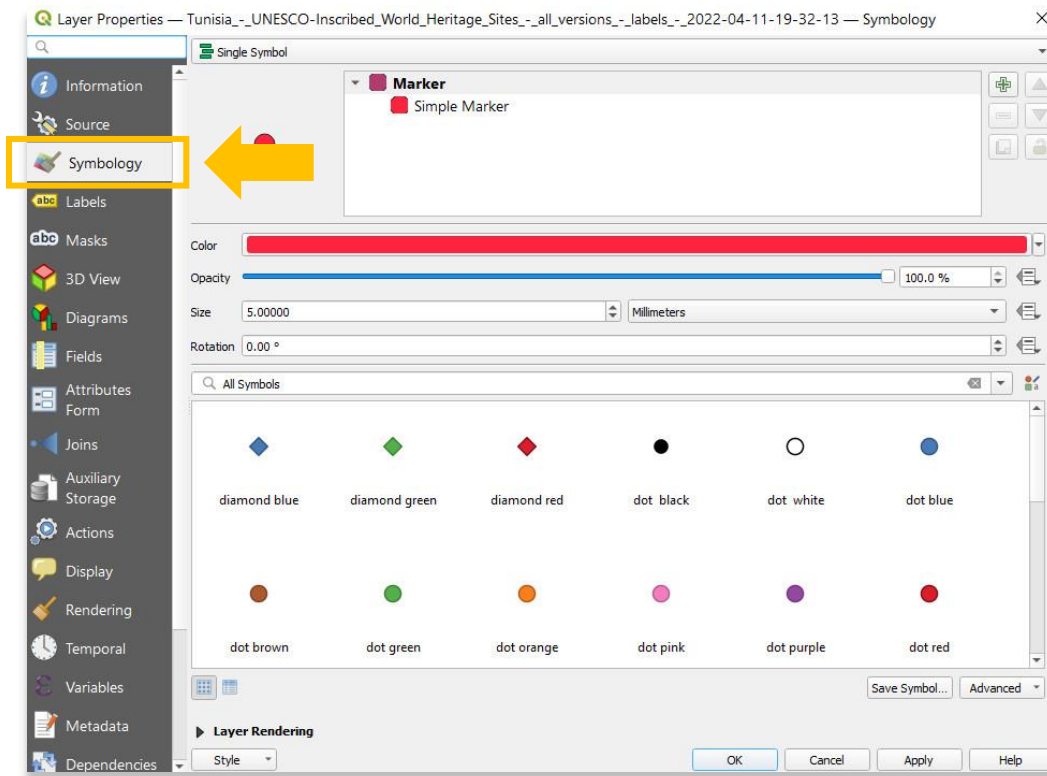 Layer Properties — Tunisia_-_UNESCO-Inscribed_World_Heritage_Sites_-_all_versions_-_labels_-_2022-04-11-19-32-13 — Symbology
Single Symbol
Information
Source
Symbology
abc Labels
abc Masks
3D View
Diagrams
Fields
Attributes
Form
Joins
Auxiliary
Storage
Actions
Display
Rendering
Temporal
Variables
Metadata
Dependencies
Marker
Simple Marker
Color
Opacity 100.0 %
Size 5.00000 Millimeters
Rotation 0.00 °
All Symbols
diamond blue diamond green diamond red dot black dot white dot blue
dot brown dot green dot orange dot pink dot purple dot red
Save Symbol... Advanced
Layer Rendering
Style OK Cancel Apply Help